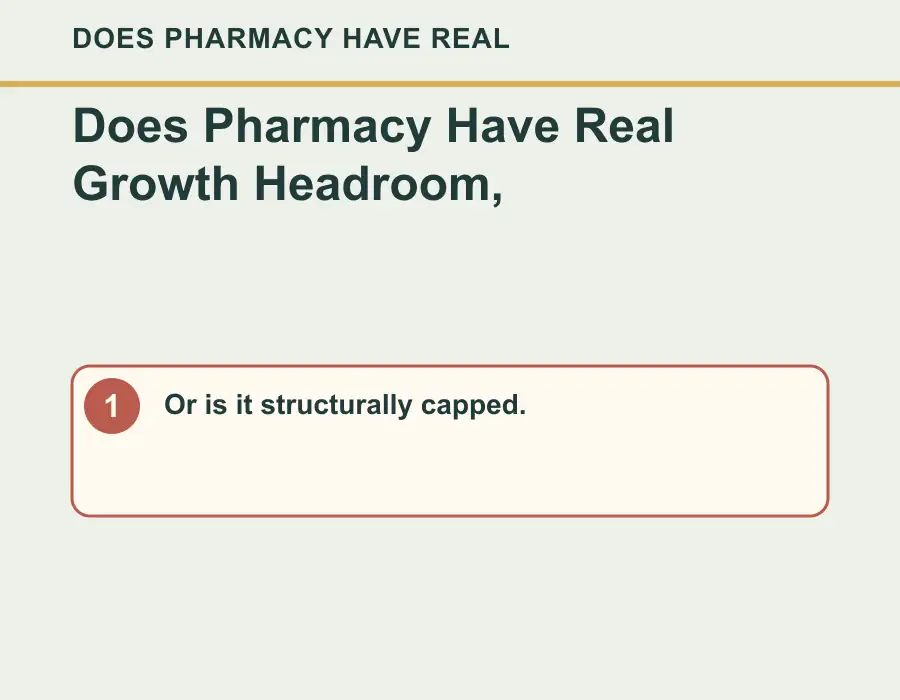 DOES PHARMACY HAVE REAL
Does Pharmacy Have Real
Growth Headroom,
1 Or is it structurally capped.